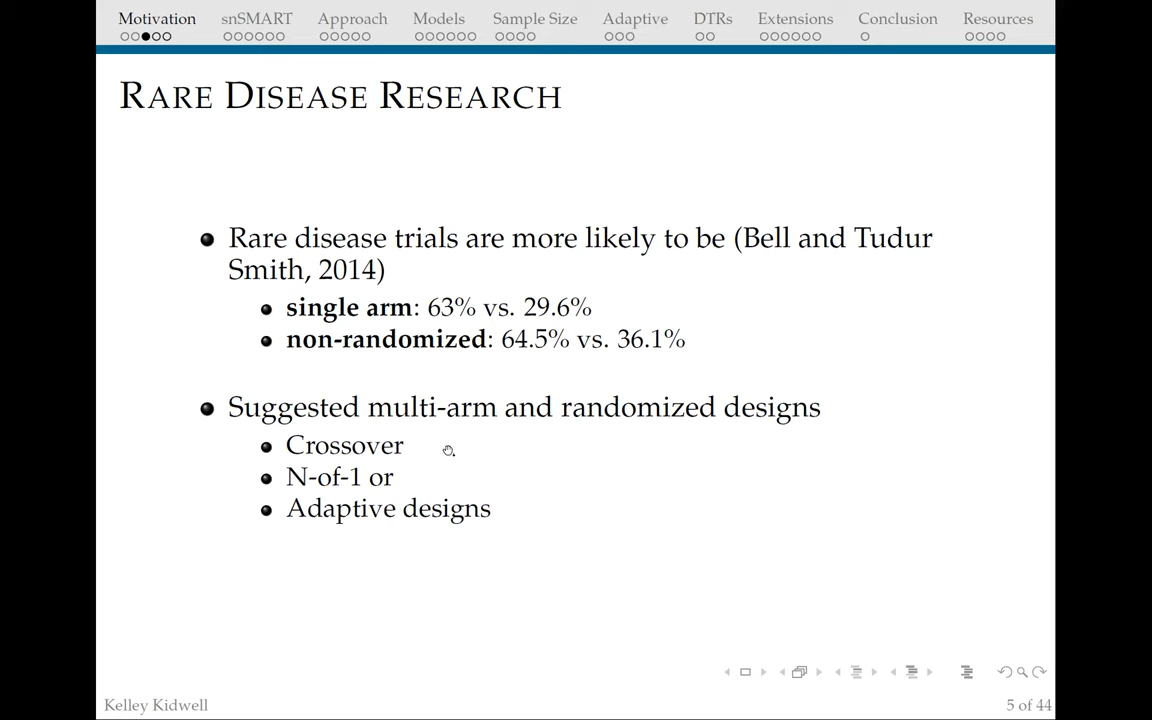 Motivation snSMART Approach Models Sample Size Adaptive DTRs Extensions Conclusion Resources
RARE DISEASE RESEARCH
Rare disease trials are more likely to be (Bell and Tudur
Smith, 2014)
single arm: 63% vs. 29.6%
non-randomized: 64.5% vs. 36.1%
Suggested multi-arm and randomized designs
Crossover
N-of-1 or
Adaptive designs
Kelley Kidwell 5 of 44